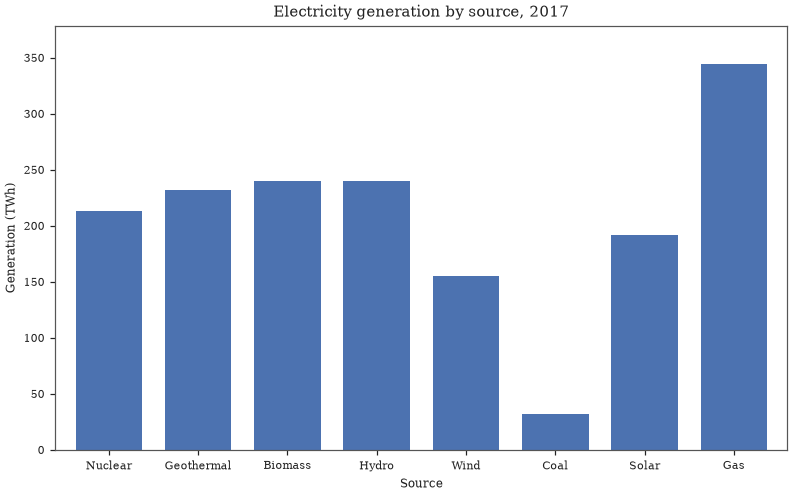 Electricity generation by source, 2017
Generation (TWh)
350
300
250
200
150
100
50
0
Nuclear Geothermal Biomass Hydro Wind Coal Solar Gas
Source